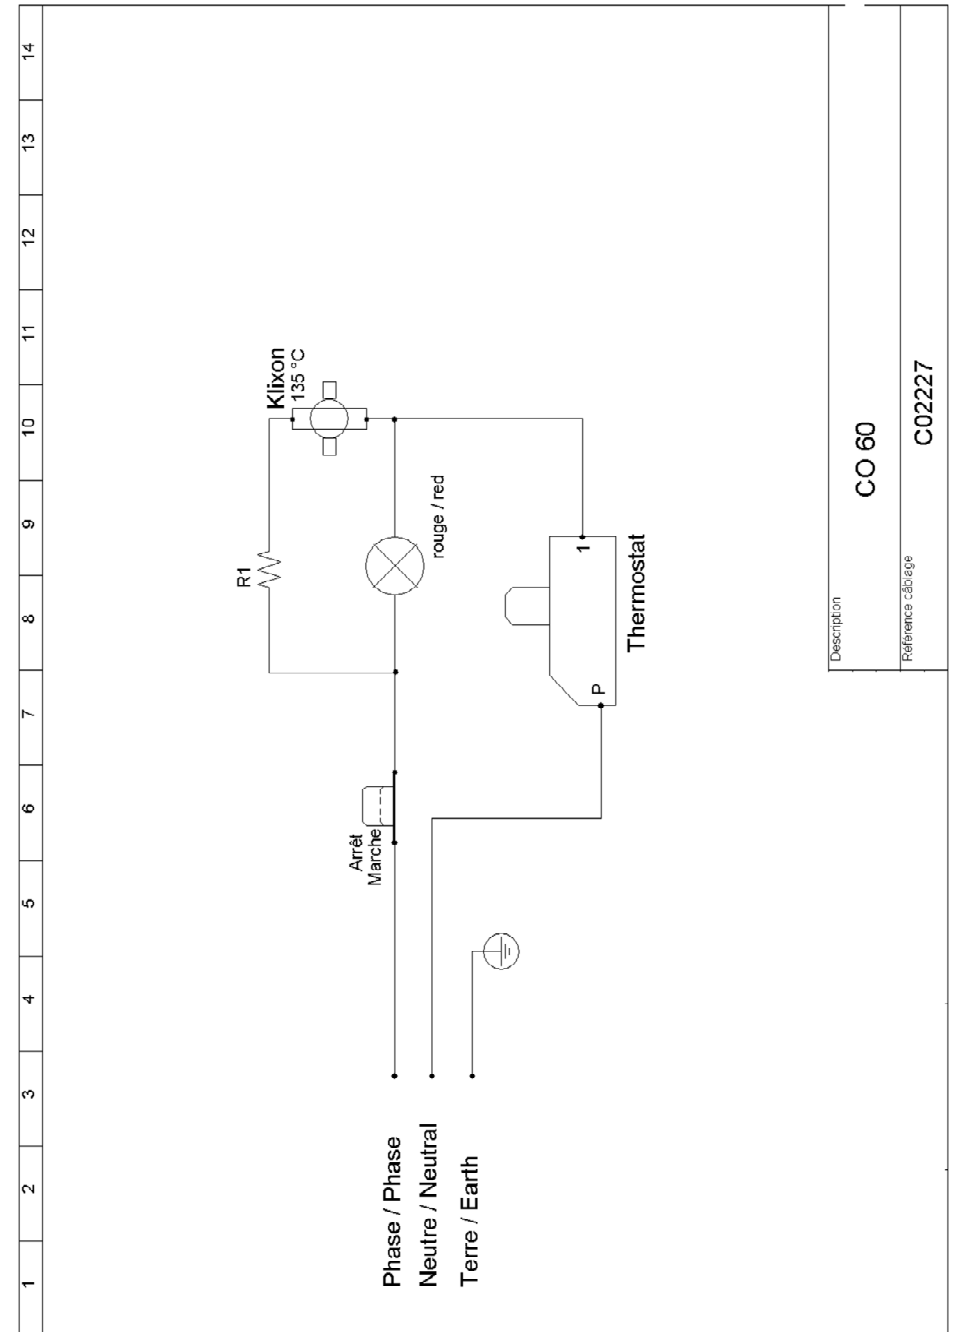 1
2
3
4
5
6
7
8
9
10
11
12
13
14
R1
Klixon
135 °C
Arrêt
Marche
rouge / red
Phase / Phase
Neutre / Neutral
Terre / Earth
P
1
Thermostat
Description
CO 60
Référence câblage
C02227